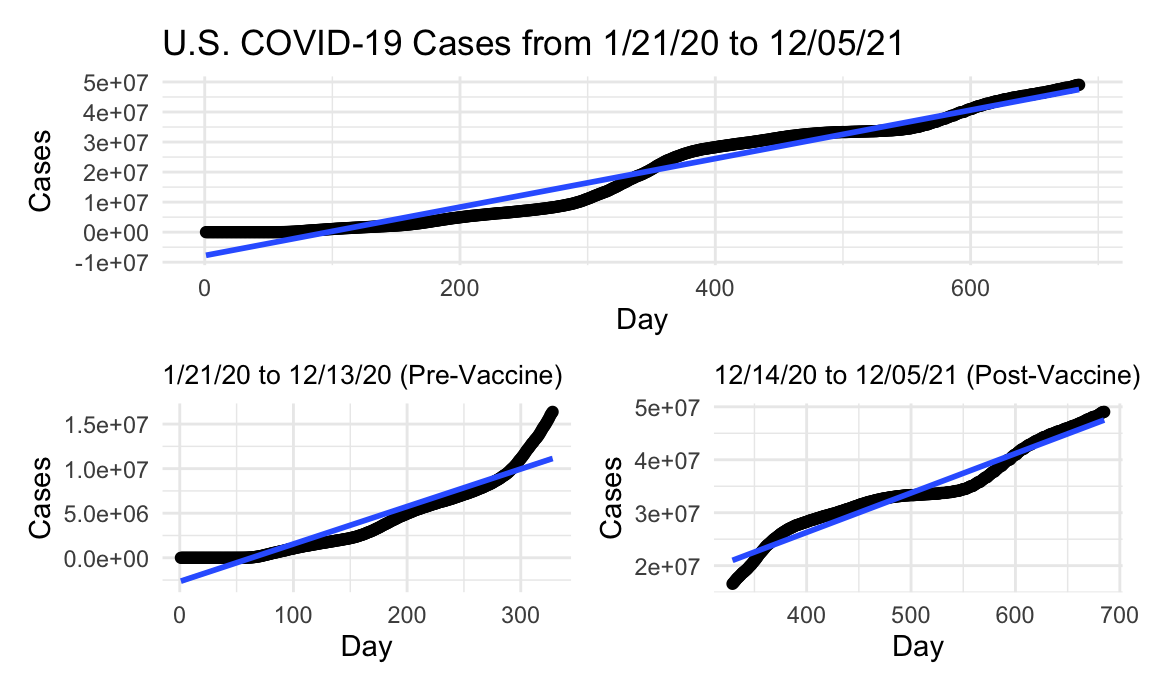 U.S. COVID-19 Cases from 1/21/20 to 12/05/21
5e+07
4e+07
3e+07
2e+07
1e+07
0e+00
-1e+07
Cases
0 200 400 600
Day
1/21/20 to 12/13/20 (Pre-Vaccine)
1.5e+07
1.0e+07
5.0e+06
0.0e+00
Cases
0 100 200 300
Day
12/14/20 to 12/05/21 (Post-Vaccine)
5e+07
4e+07
3e+07
2e+07
Cases
400 500 600 700
Day